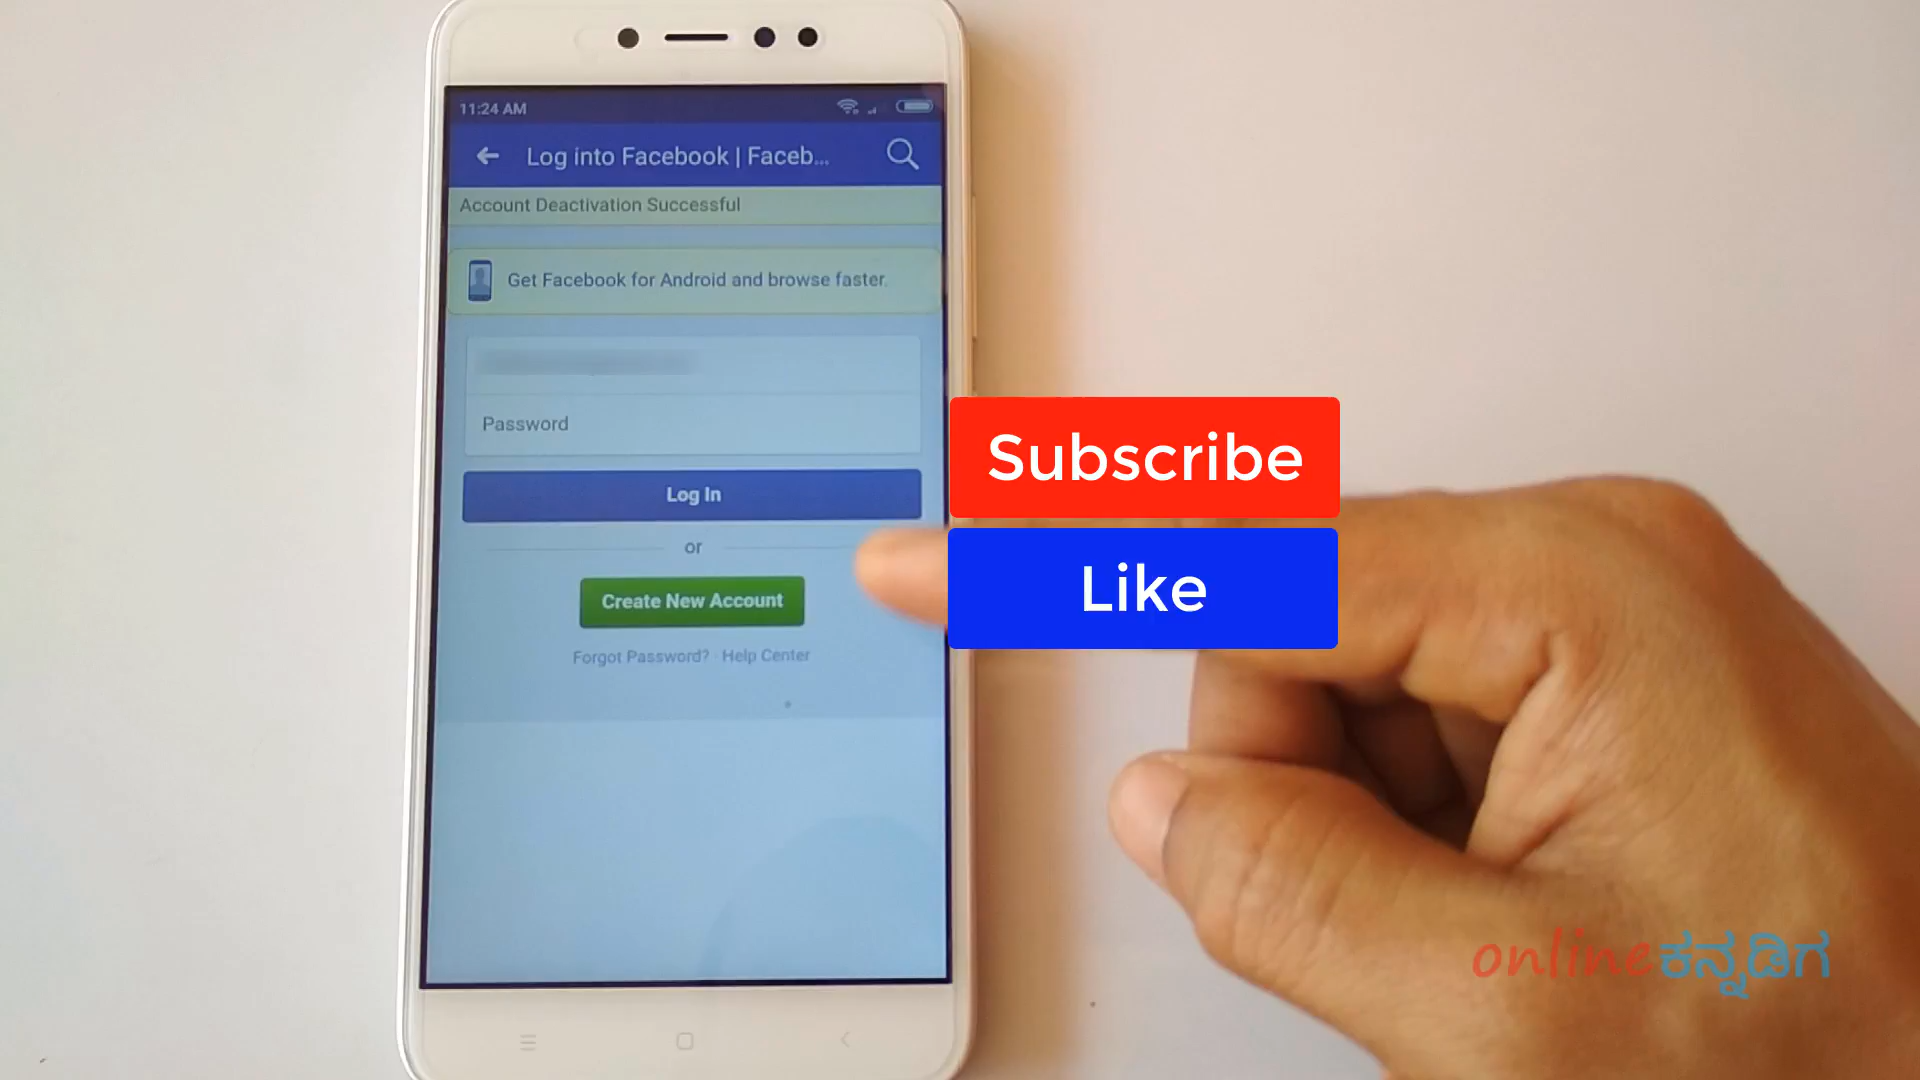 11:24 AM
Log into Facebook | Faceb...
Account Deactivation Successful
Get Facebook for Android and browse faster.
Password
Log In
or
Create New Account
Forgot Password? · Help Center
Subscribe
Like
onlineಕನ್ನಡಿಗ